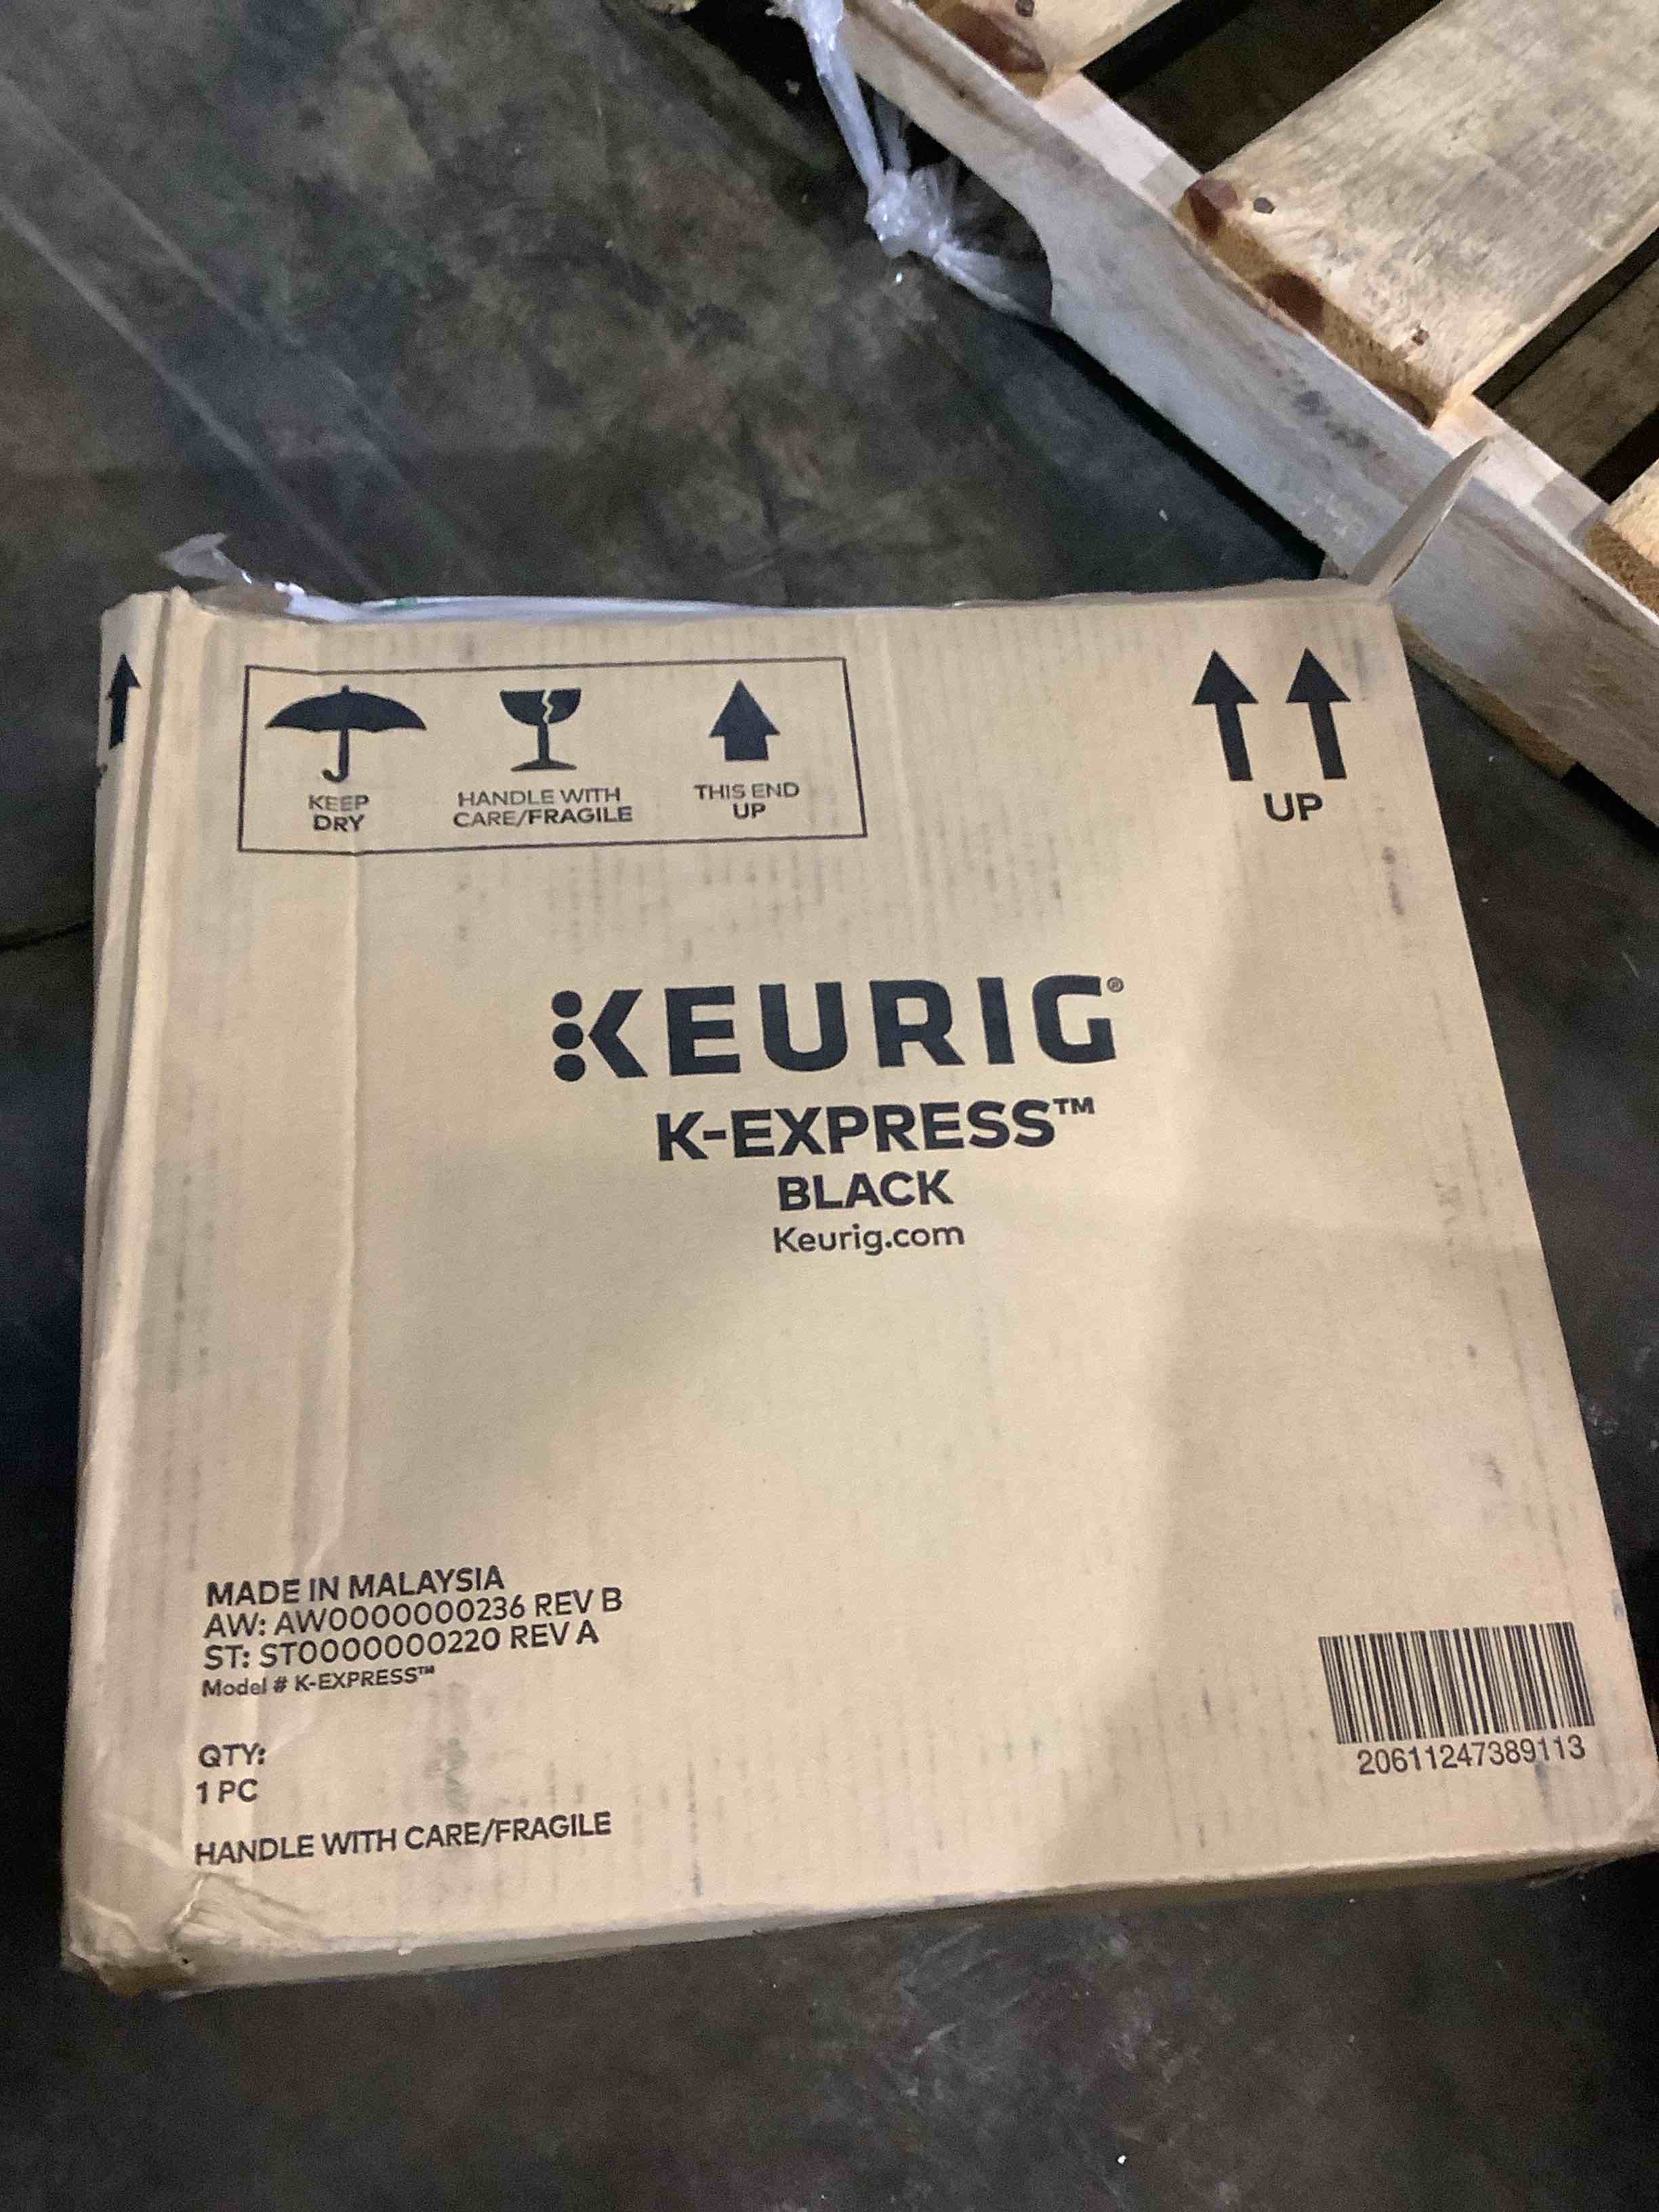 KEEP
DRY
HANDLE WITH
CARE/FRAGILE
THIS END
UP
UP
KEURIG®
K-EXPRESS™
BLACK
Keurig.com
MADE IN MALAYSIA
AW: AW0000000236 REV B
ST: ST0000000220 REV A
Model # K-EXPRESS™
QTY:
1 PC
HANDLE WITH CARE/FRAGILE
20611247389113